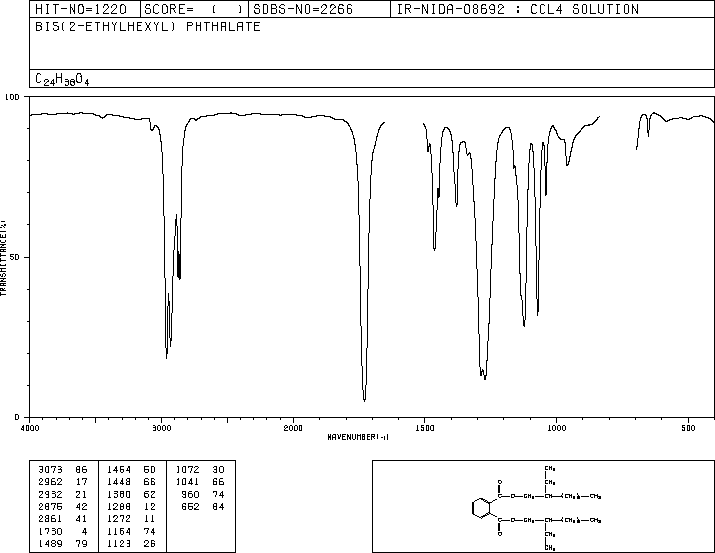 HIT-NO=1220 SCORE= ( ) SDBS-NO=2266 IR-NIDA-08692 : CCL4 SOLUTION
BIS(2-ETHYLHEXYL) PHTHALATE
C24H38O4
100
50
0
TRANSMITTANCE(%)
4000 3000 2000 1500 1000 500
WAVENUMBER(-1)
3073 86 1464 50 1072 30
2962 17 1448 66 1041 66
2932 21 1380 62 960 74
2875 42 1288 12 652 84
2861 41 1272 11
1730 4 1164 74
1489 79 1123 26